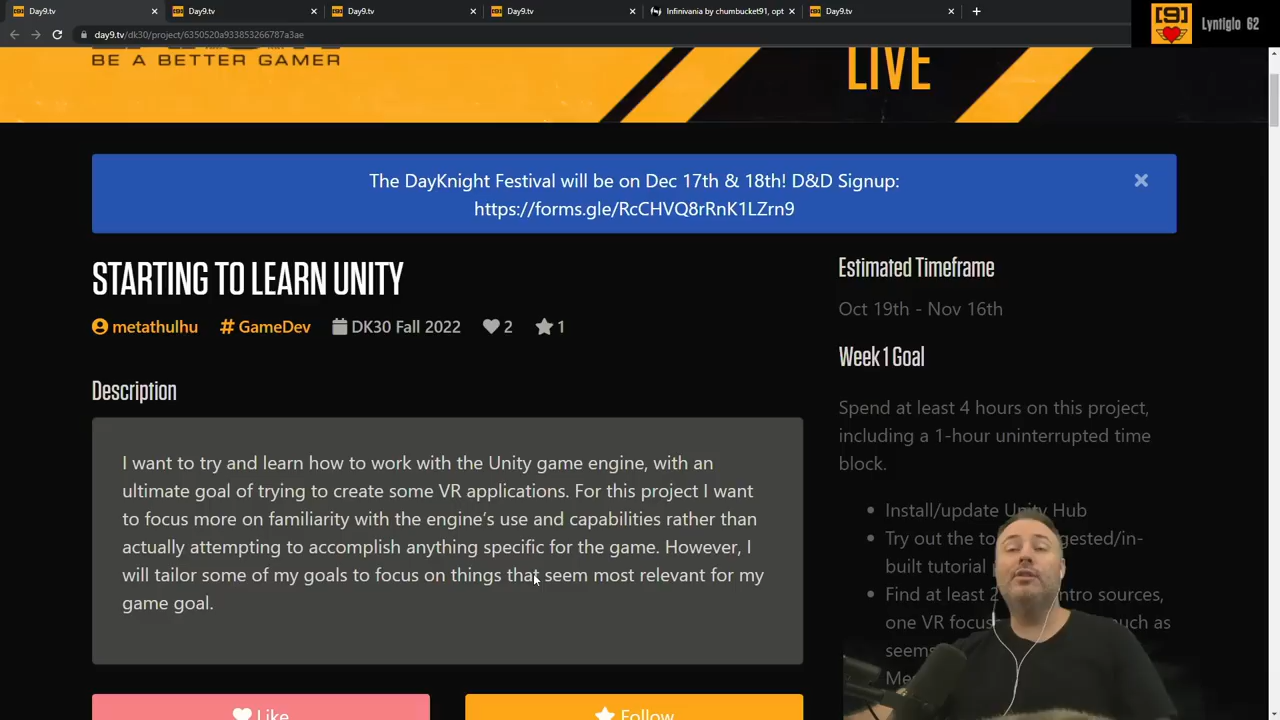 Day9.tv
Day9.tv
Day9.tv
Day9.tv
Infinivania by chumbucket91, opt
Day9.tv
day9.tv/dk30/project/6350520a933853266787a3ae
[9]
Lyntiglo 62
BE A BETTER GAMER
LIVE
The DayKnight Festival will be on Dec 17th & 18th! D&D Signup:
https://forms.gle/RcCHVQ8rRnK1LZrn9
STARTING TO LEARN UNITY
metathulhu # GameDev DK30 Fall 2022 2 1
Description
I want to try and learn how to work with the Unity game engine, with an
ultimate goal of trying to create some VR applications. For this project I want
to focus more on familiarity with the engine's use and capabilities rather than
actually attempting to accomplish anything specific for the game. However, I
will tailor some of my goals to focus on things that seem most relevant for my
game goal.
Like
Follow
Estimated Timeframe
Oct 19th - Nov 16th
Week 1 Goal
Spend at least 4 hours on this project,
including a 1-hour uninterrupted time
block.
Install/update Unity Hub
Try out the to gested/in-
built tutorial
Find at least 2 ntro sources,
one VR focus uch as
seems